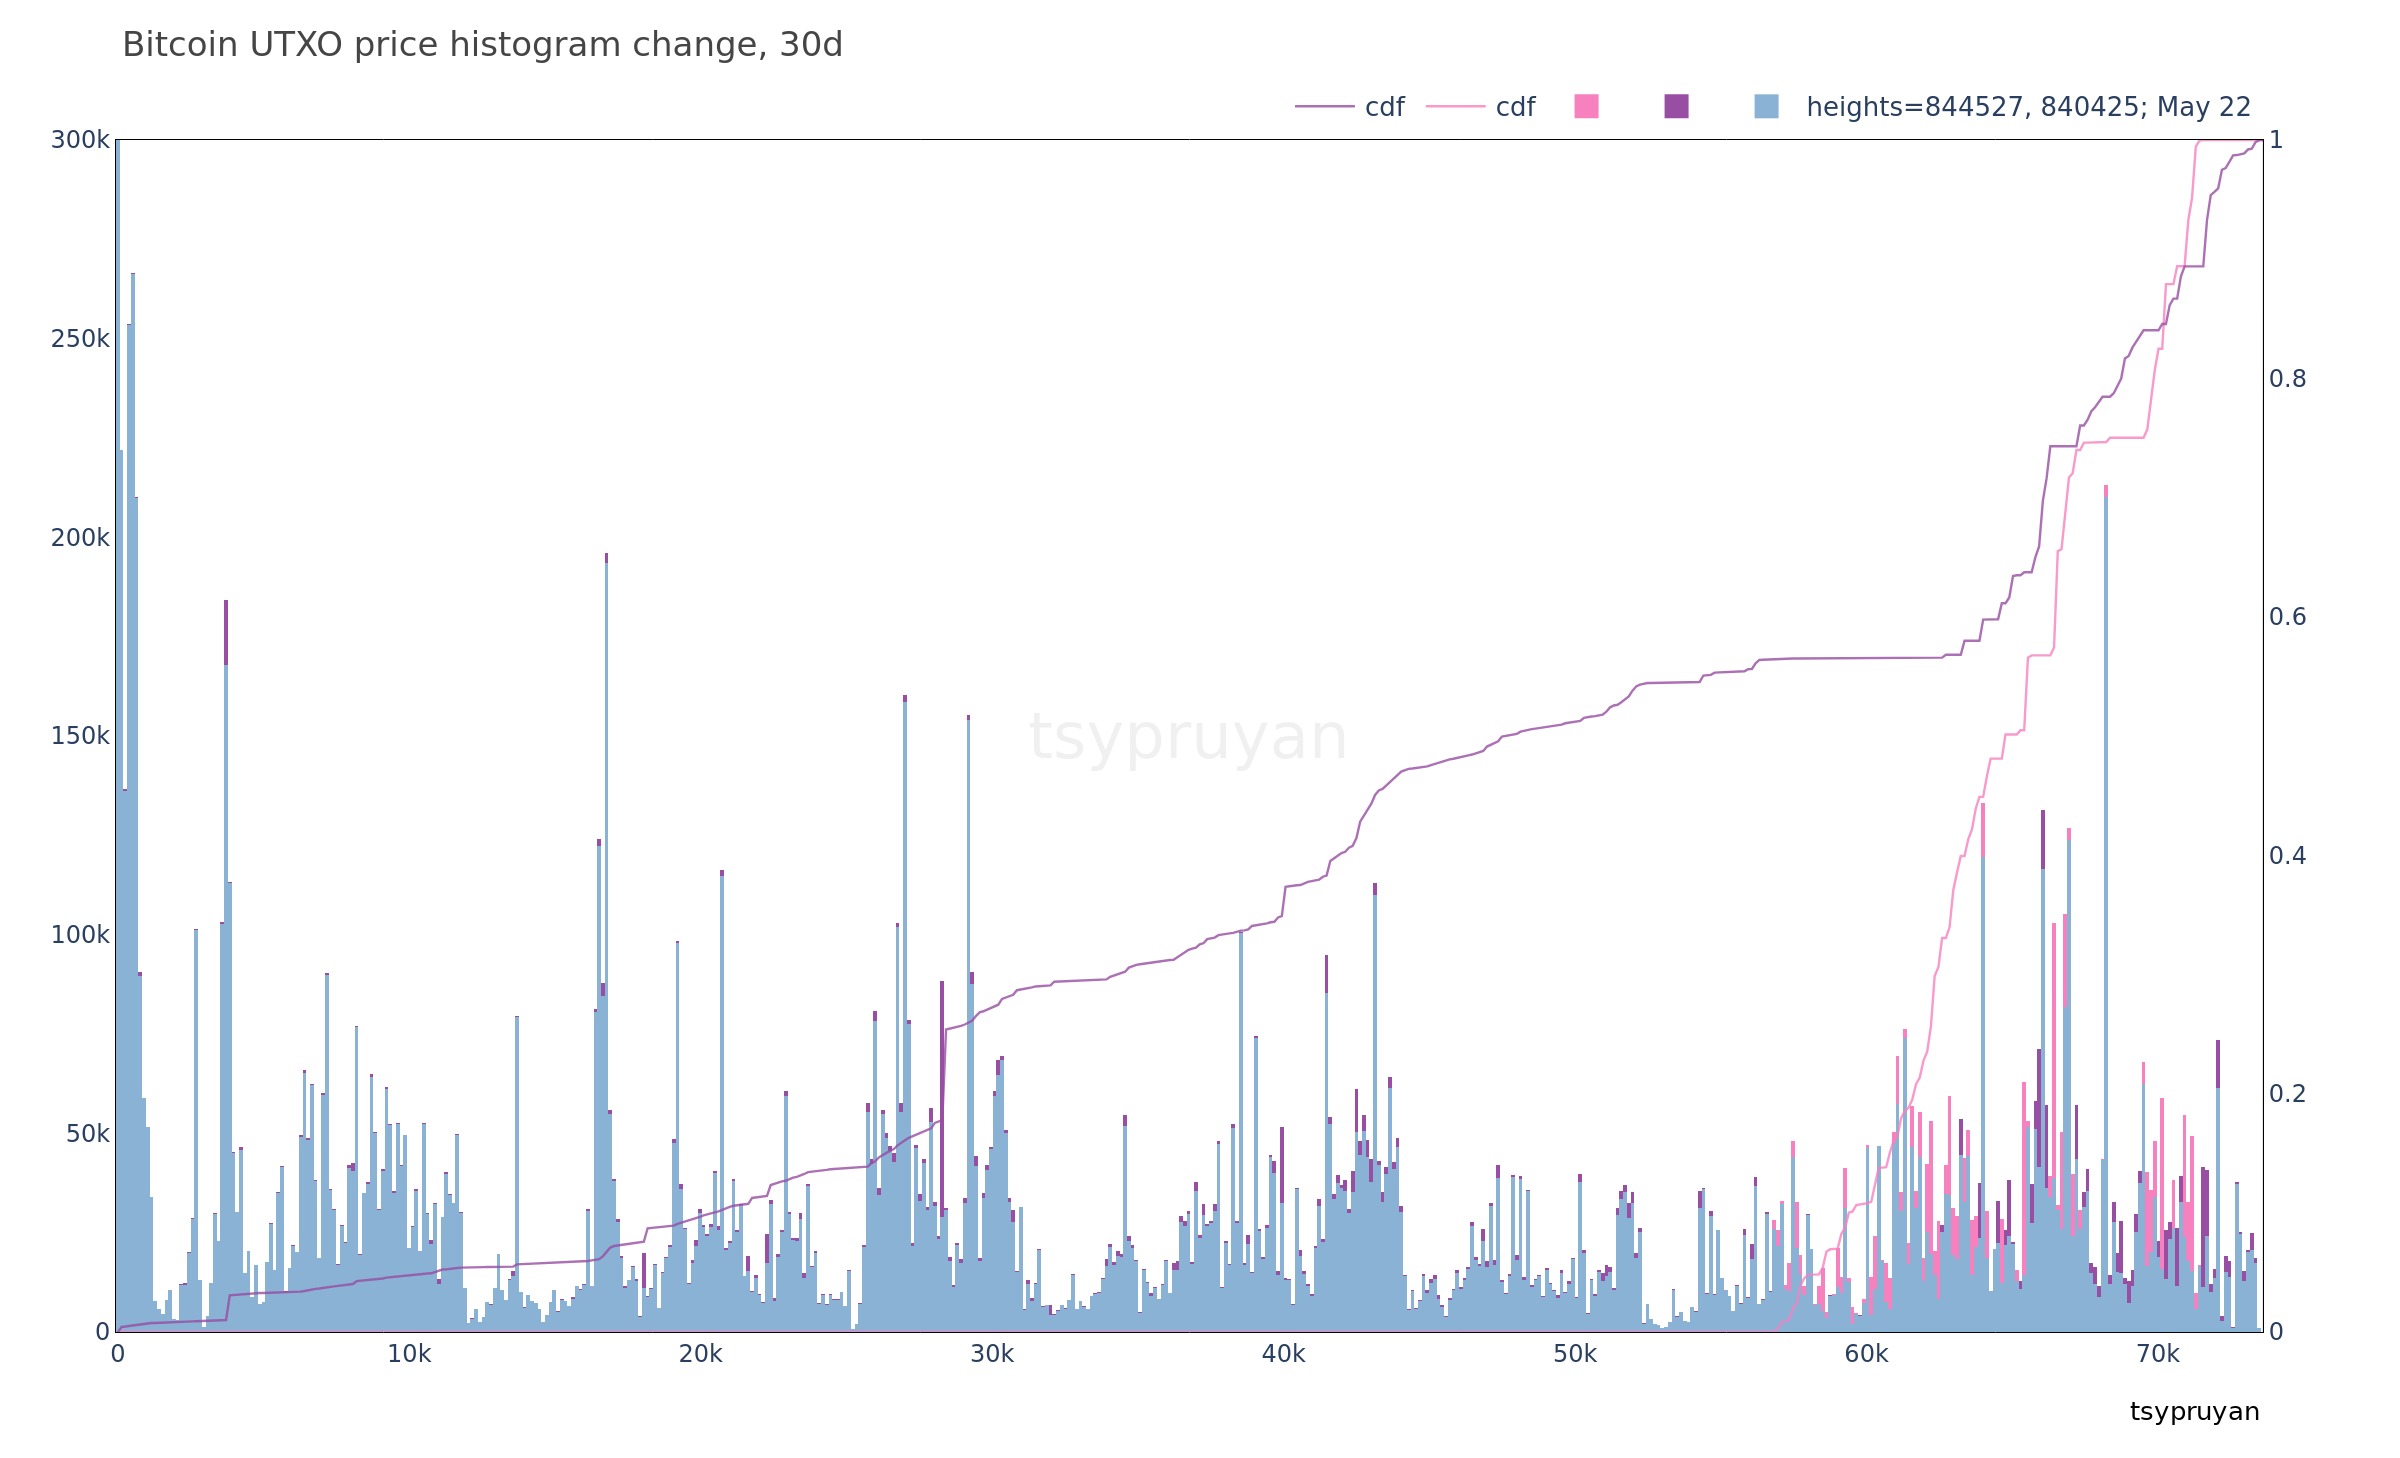 Bitcoin UTXO price histogram change, 30d
cdf cdf heights=844527, 840425; May 22
300k 1
250k
0.8
200k
0.6
150k
tsypruyan
0.4
100k
0.2
50k
0 0
0 10k 20k 30k 40k 50k 60k 70k
tsypruyan